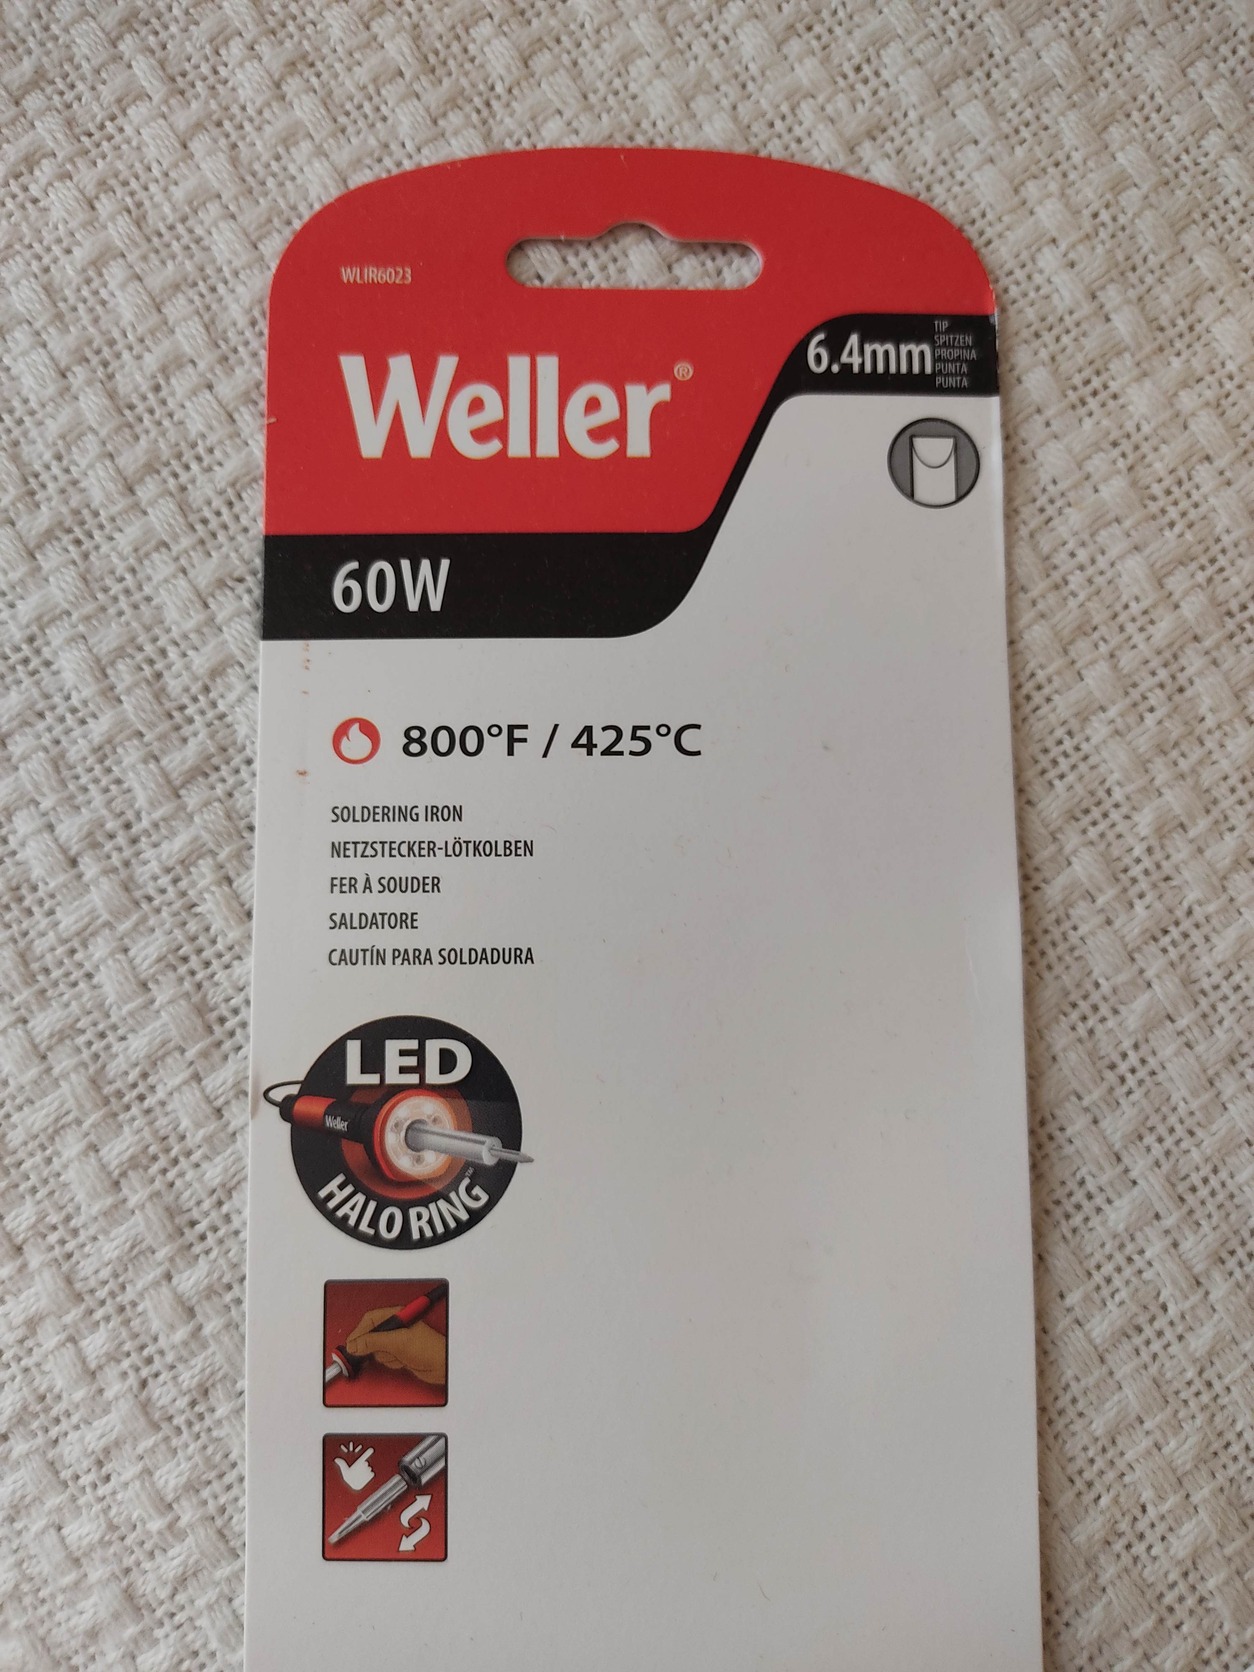 WLIR6023
Weller®
6.4mm
TIP
SPITZEN
PROPINA
PUNTA
PUNTA
60W
800°F / 425°C
SOLDERING IRON
NETZSTECKER-LÖTKOLBEN
FER À SOUDER
SALDATORE
CAUTÍN PARA SOLDADURA
LED
Weller
HALO RING™